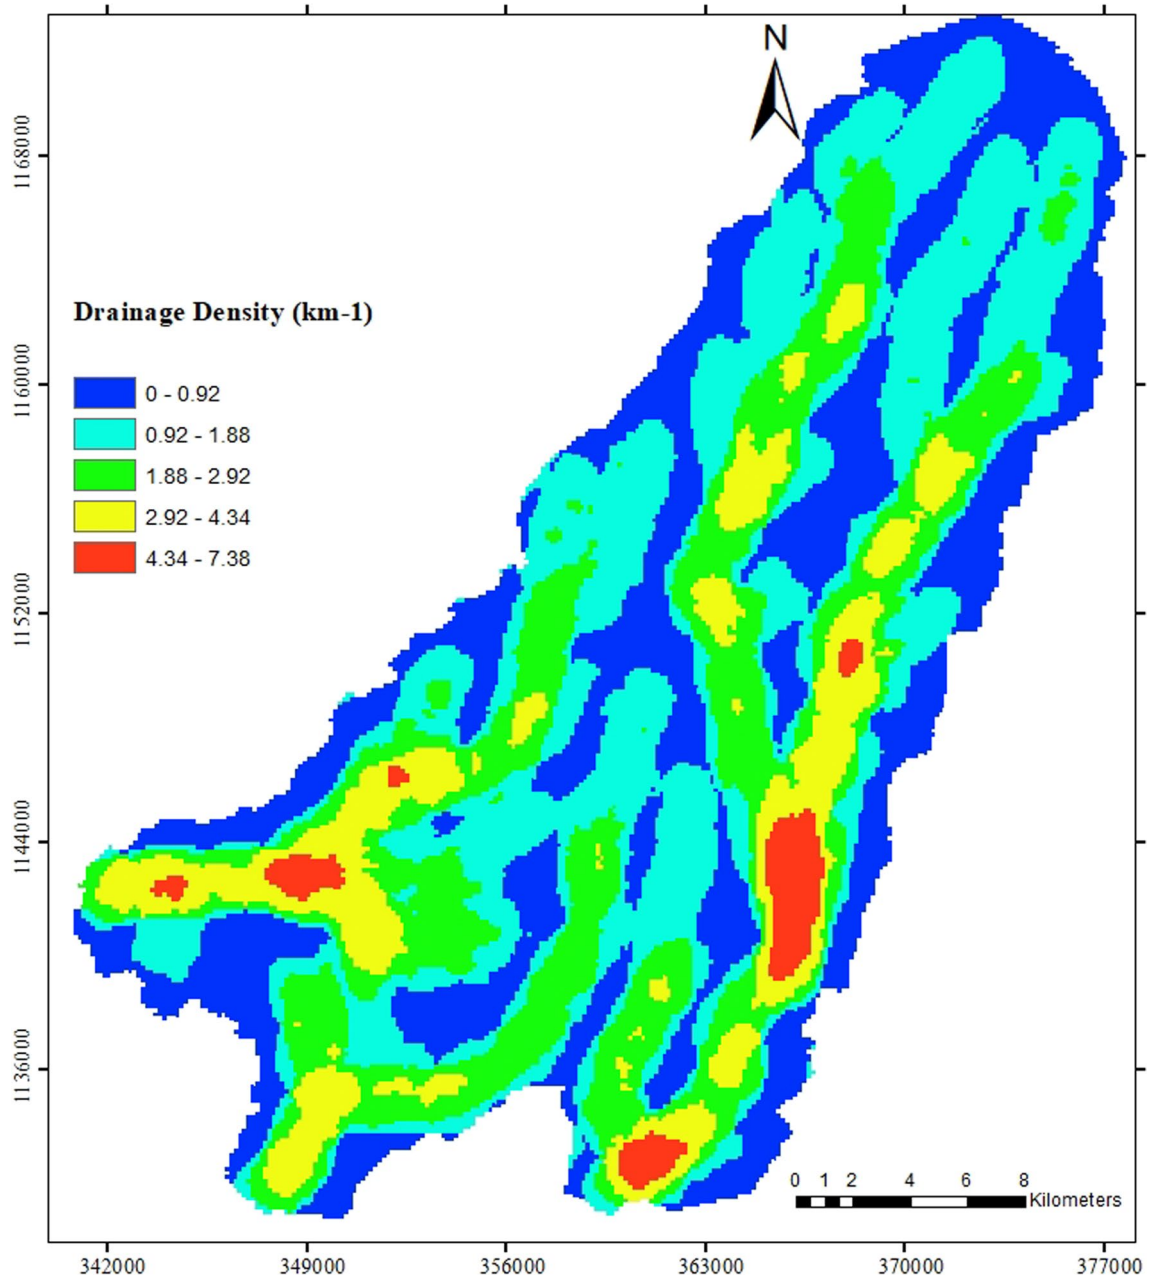 N
Drainage Density (km-1)
0 - 0.92
0.92 - 1.88
1.88 - 2.92
2.92 - 4.34
4.34 - 7.38
1168000
1160000
1152000
1144000
1136000
0 1 2 4 6 8
Kilometers
342000 349000 356000 363000 370000 377000